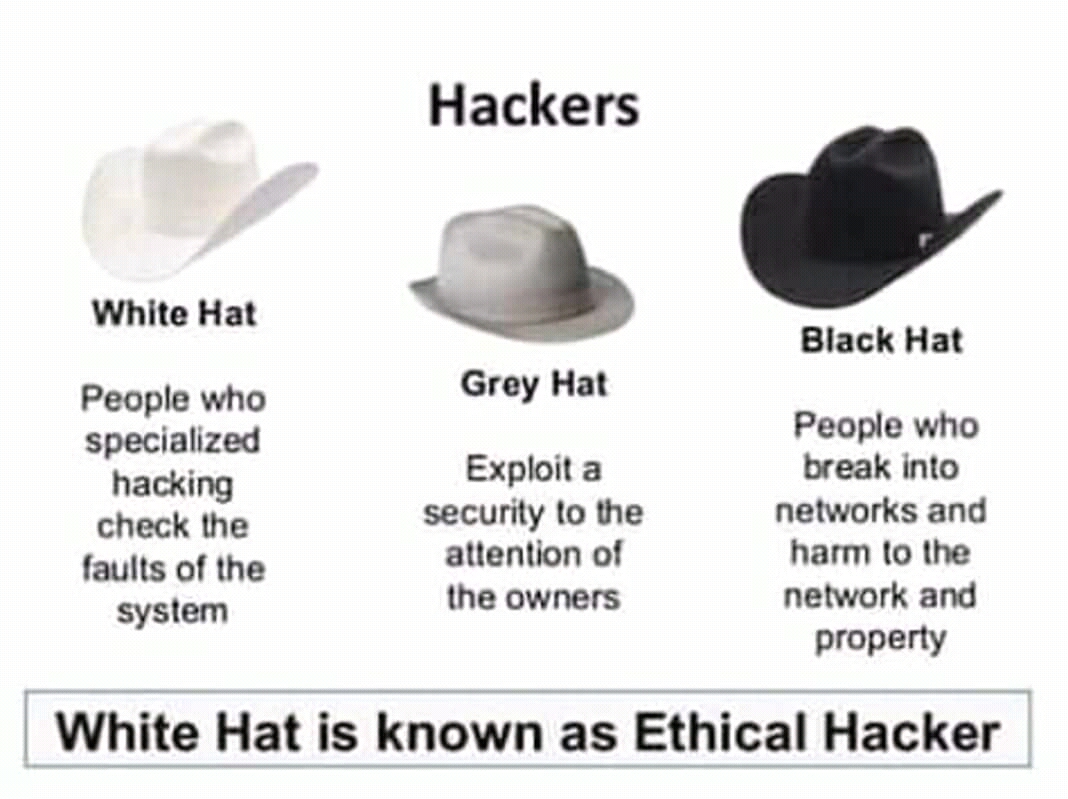 Hackers
White Hat
People who
specialized
hacking
check the
faults of the
system
Grey Hat
Exploit a
security to the
attention of
the owners
Black Hat
People who
break into
networks and
harm to the
network and
property
White Hat is known as Ethical Hacker